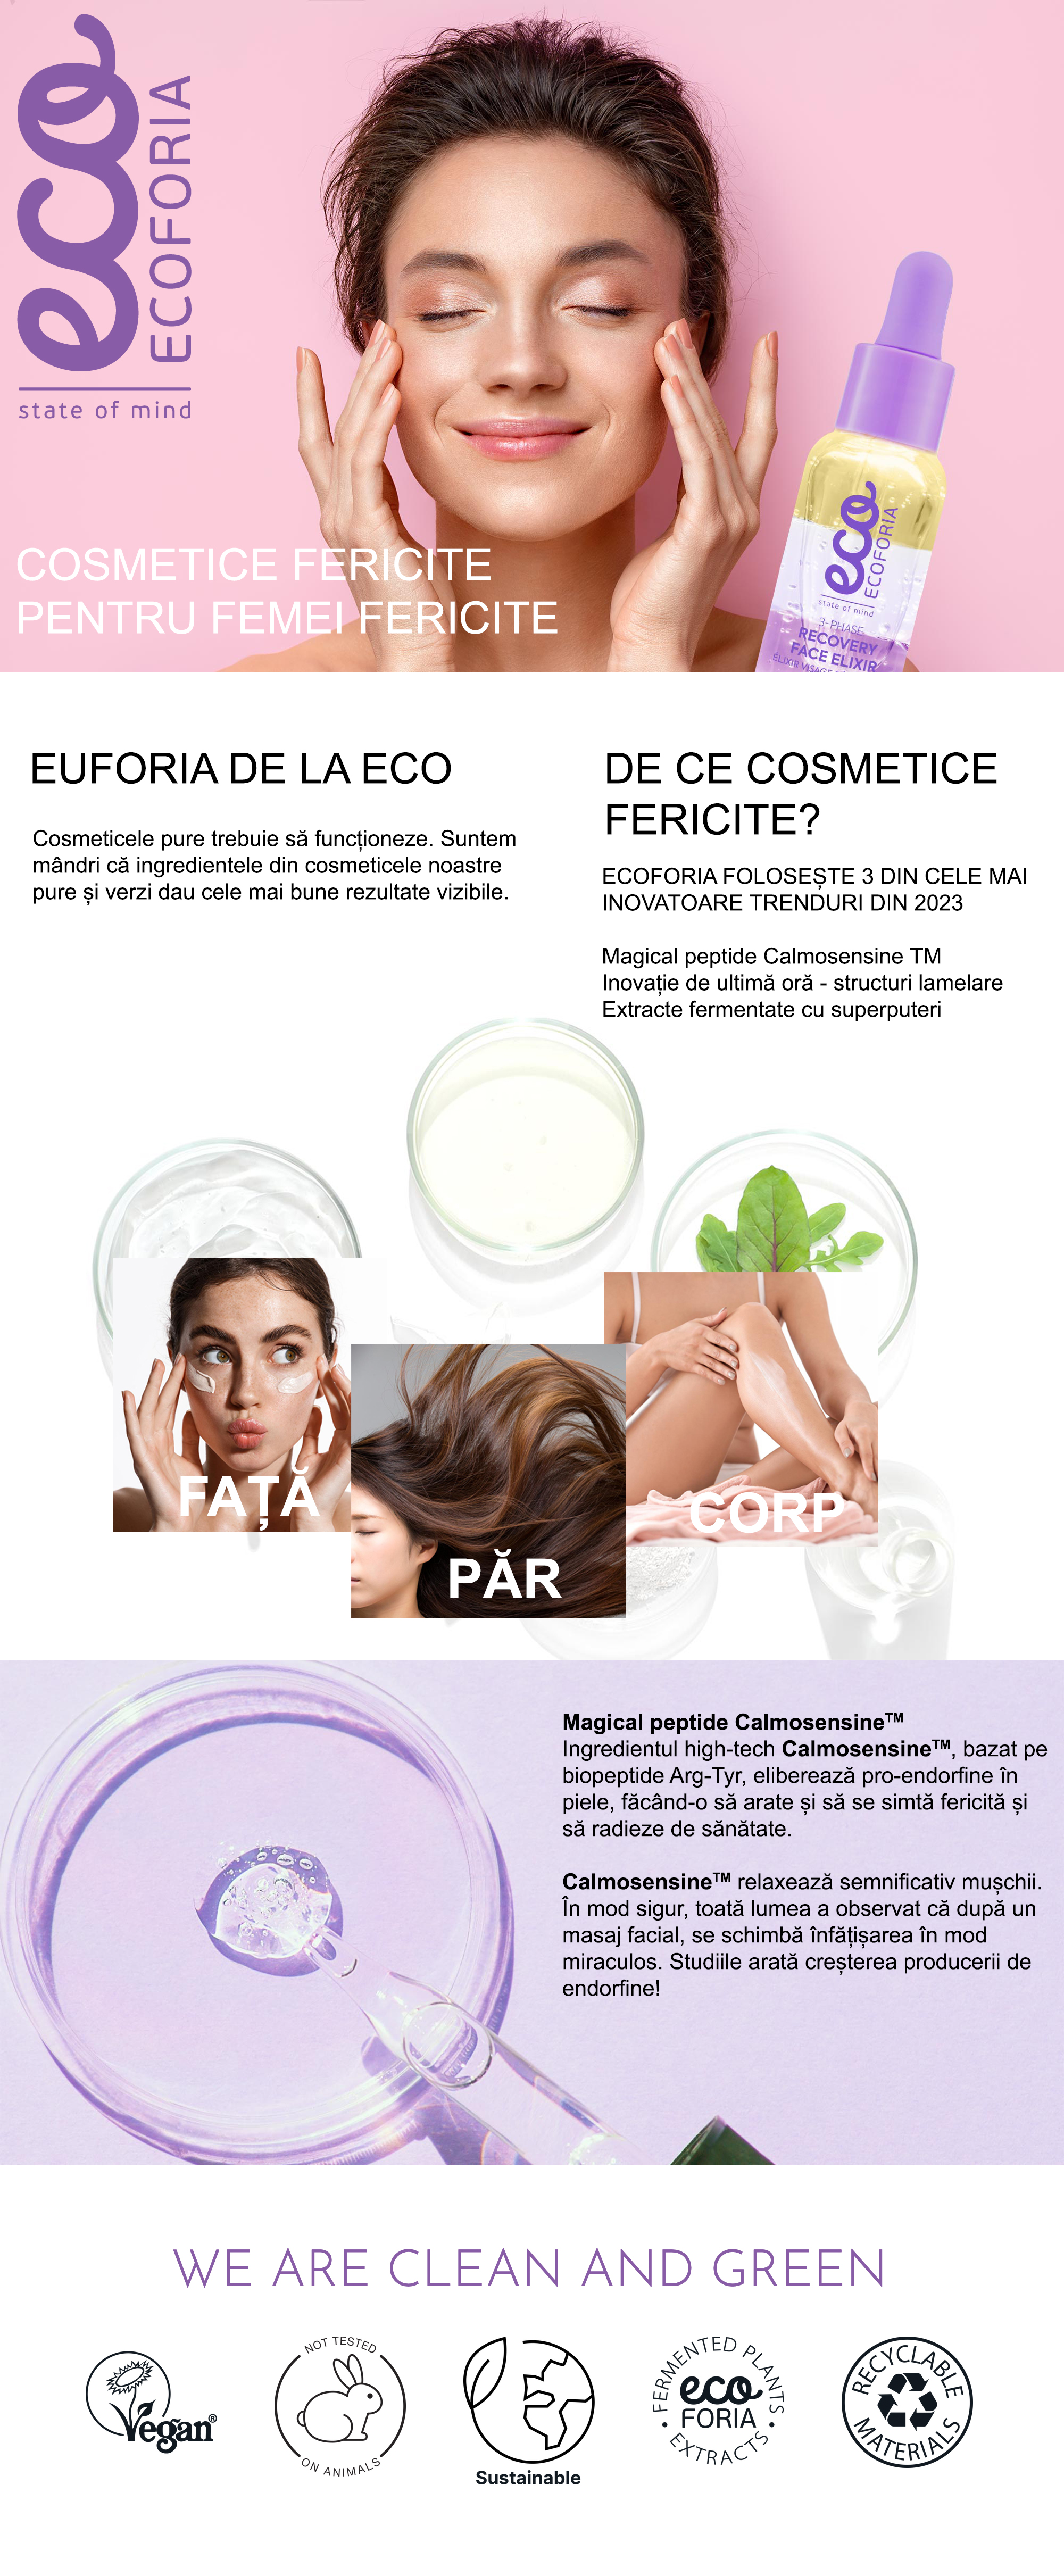 eco
ECOFORIA
state of mind
COSMETICE FERICITE
PENTRU FEMEI FERICITE
eco
ECOFORIA
state of mind
3-PHASE
RECOVERY
FACE ELIXIR
ÉLIXIR
EUFORIA DE LA ECO
Cosmeticele pure trebuie să funcționeze. Suntem
mândri că ingredientele din cosmeticele noastre
pure și verzi dau cele mai bune rezultate vizibile.
DE CE COSMETICE
FERICITE?
ECOFORIA FOLOSEȘTE 3 DIN CELE MAI
INOVATOARE TRENDURI DIN 2023
Magical peptide Calmosensine TM
Inovație de ultimă oră - structuri lamelare
Extracte fermentate cu superputeri
FAȚĂ
PĂR
CORP
Magical peptide Calmosensine™
Ingredientul high-tech Calmosensine™, bazat pe
biopeptide Arg-Tyr, eliberează pro-endorfine în
piele, făcând-o să arate și să se simtă fericită și
să radieze de sănătate.
Calmosensine™ relaxează semnificativ mușchii.
În mod sigur, toată lumea a observat că după un
masaj facial, se schimbă înfățișarea în mod
miraculos. Studiile arată creșterea producerii de
endorfine!
WE ARE CLEAN AND GREEN
Vegan®
NOT TESTED
ON ANIMALS
Sustainable
FERMENTED PLANTS
eco
FORIA
• EXTRACTS •
RECYCLABLE
MATERIALS